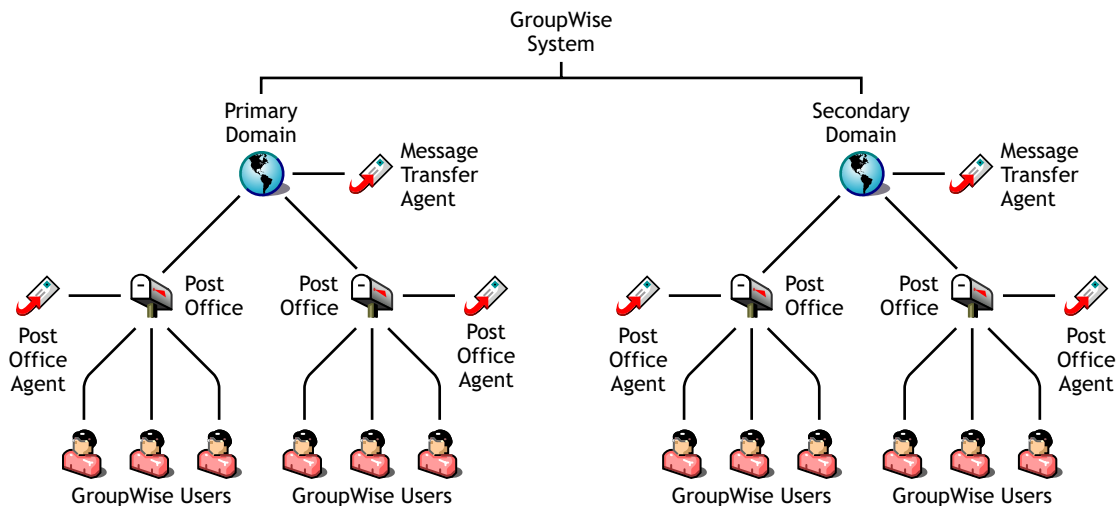 GroupWise
System
Primary
Domain
Secondary
Domain
Message
Transfer
Agent
Message
Transfer
Agent
Post
Office
Post
Office
Post
Office
Post
Office
Post
Office
Agent
Post
Office
Agent
Post
Office
Agent
Post
Office
Agent
GroupWise Users
GroupWise Users
GroupWise Users
GroupWise Users